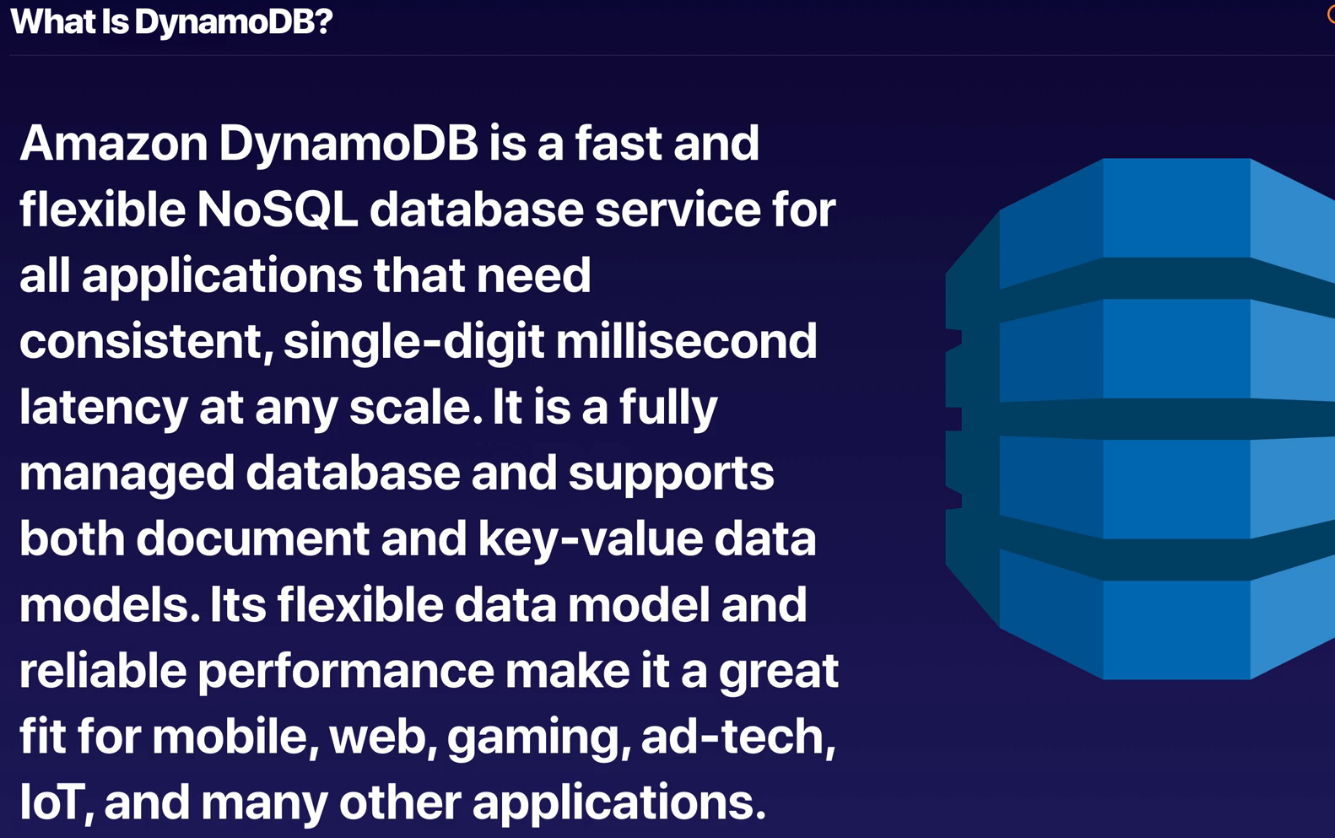 What Is DynamoDB?
Amazon DynamoDB is a fast and
flexible NoSQL database service for
all applications that need
consistent, single-digit millisecond
latency at any scale. It is a fully
managed database and supports
both document and key-value data
models. Its flexible data model and
reliable performance make it a great
fit for mobile, web, gaming, ad-tech,
IoT, and many other applications.